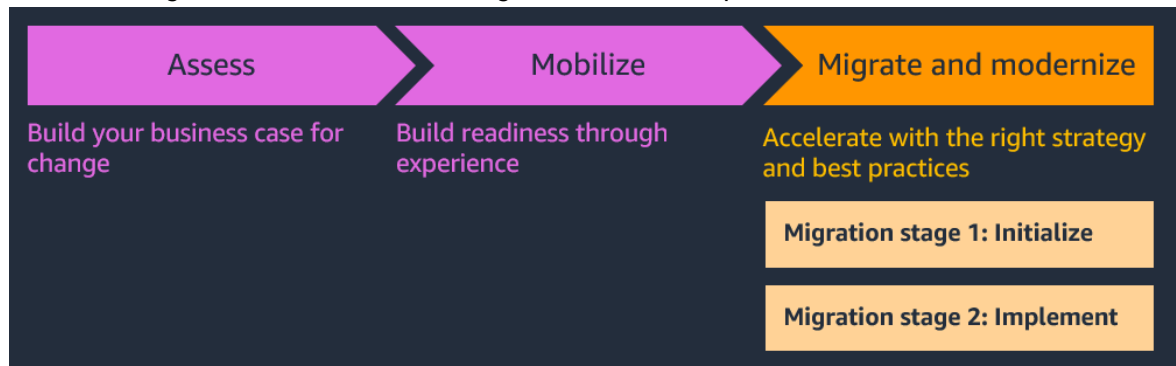 Assess
Mobilize
Migrate and modernize
Build your business case for
change
Build readiness through
experience
Accelerate with the right strategy
and best practices
Migration stage 1: Initialize
Migration stage 2: Implement